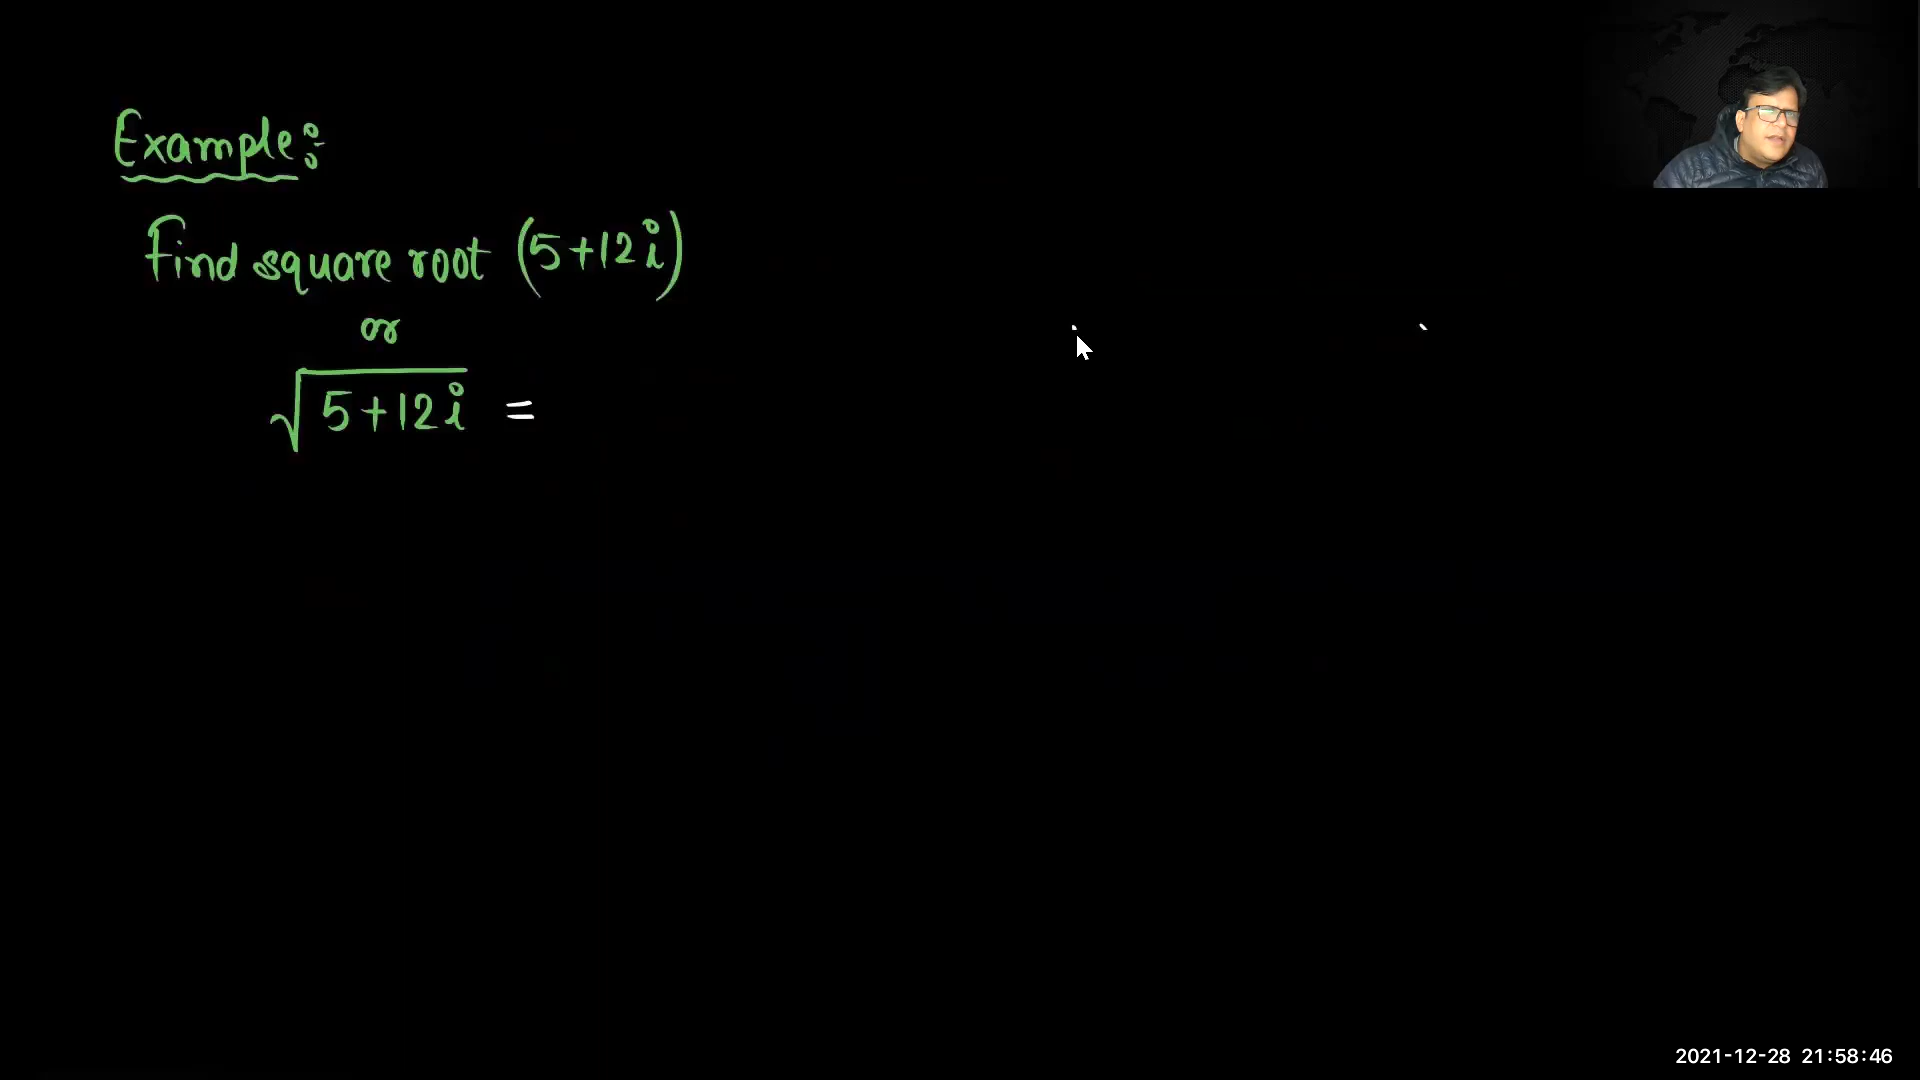 Example:-
Find square root (5+12i)
or
√5+12i =
2021-12-28 21:58:46